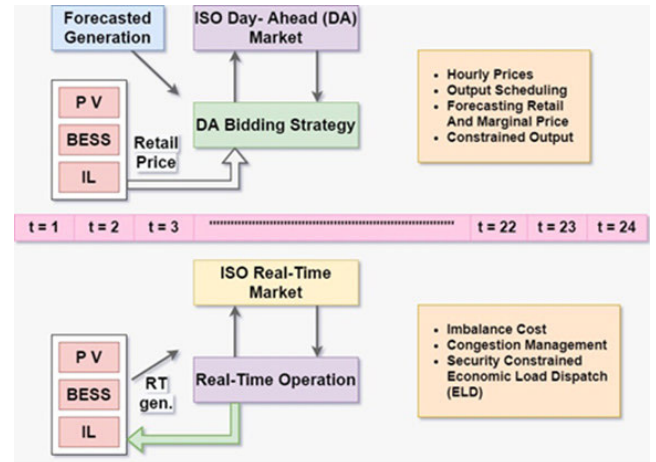 Forecasted
Generation
ISO Day- Ahead (DA)
Market
P V
BESS
IL
Retail
Price
DA Bidding Strategy
• Hourly Prices
• Output Scheduling
• Forecasting Retail
And Marginal Price
• Constrained Output
t = 1 t = 2 t = 3 t = 22 t = 23 t = 24
ISO Real-Time
Market
P V
BESS
IL
RT
gen.
Real-Time Operation
• Imbalance Cost
• Congestion Management
• Security Constrained
Economic Load Dispatch
(ELD)